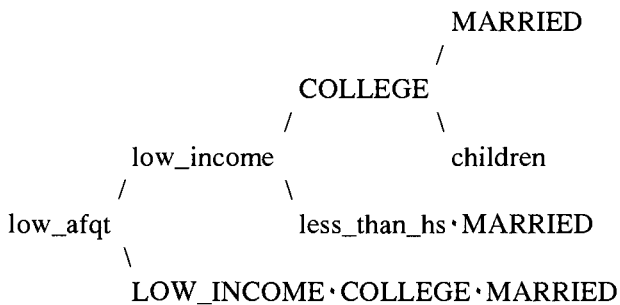 MARRIED
/
COLLEGE
/ \
low_income children
/ \
low_afqt less_than_hs·MARRIED
\
LOW_INCOME·COLLEGE·MARRIED